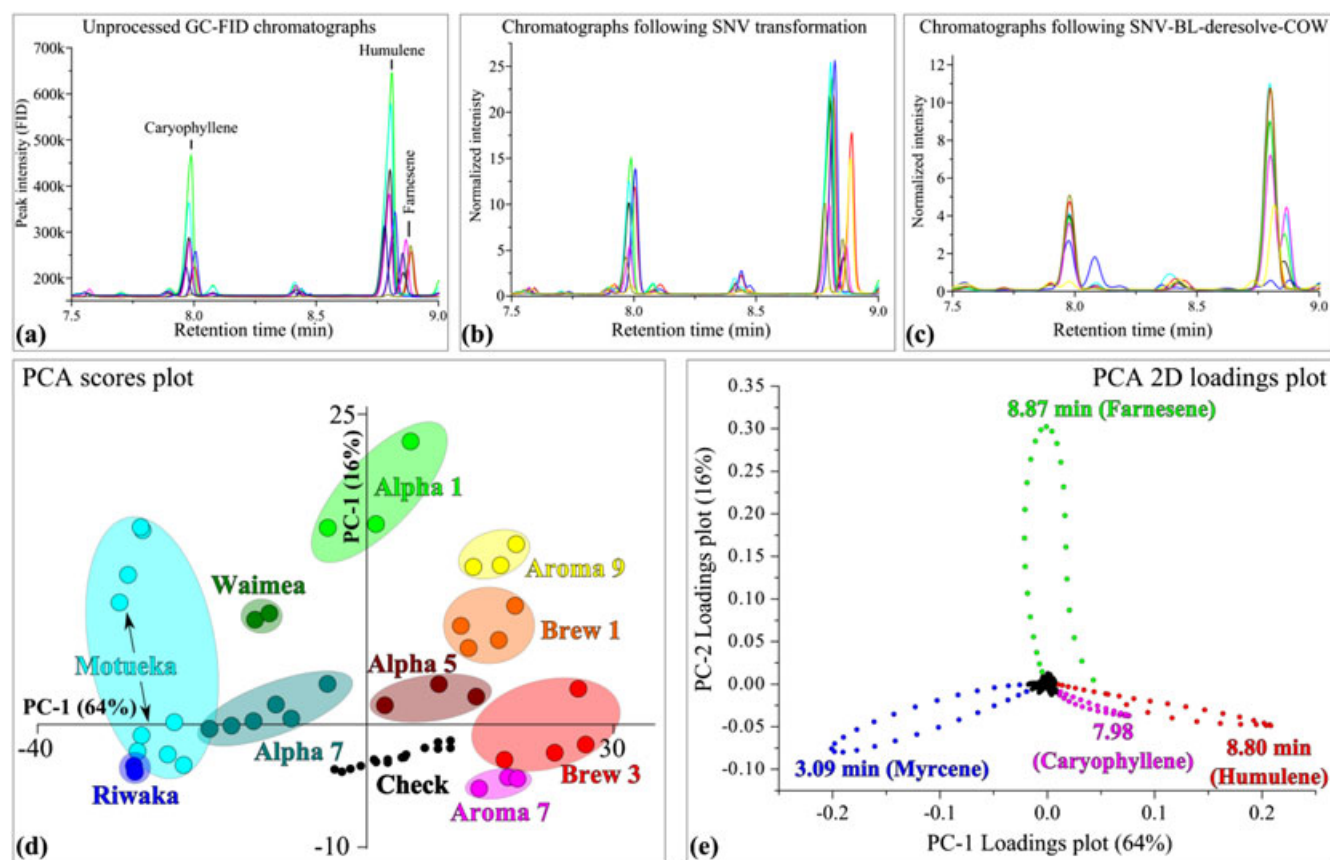 Unprocessed GC-FID chromatographs
700k
600k
500k
400k
300k
200k
Peak intensity (FID)
Caryophyllene
Humulene
Farnesene
7.5 8.0 8.5 9.0
Retention time (min)
(a)
Chromatographs following SNV transformation
25
20
15
10
5
0
Normalized intenisty
7.5 8.0 8.5 9.0
Retention time (min)
(b)
Chromatographs following SNV-BL-deresolve-COW
12
10
8
6
4
2
0
Normalized intenisty
7.5 8.0 8.5 9.0
Retention time (min)
(c)
PCA scores plot
25
PC-1 (16%)
Alpha 1
Waimea
Aroma 9
Brew 1
Motueka
Alpha 5
PC-1 (64%)
-40
30
Alpha 7
Riwaka
Check
Brew 3
Aroma 7
-10
(d)
PCA 2D loadings plot
0.35
0.30
0.25
0.20
0.15
0.10
0.05
0.00
-0.05
-0.10
PC-2 Loadings plot (16%)
8.87 min (Farnesene)
7.98
(Caryophyllene)
8.80 min
(Humulene)
3.09 min (Myrcene)
-0.2 -0.1 0.0 0.1 0.2
PC-1 Loadings plot (64%)
(e)